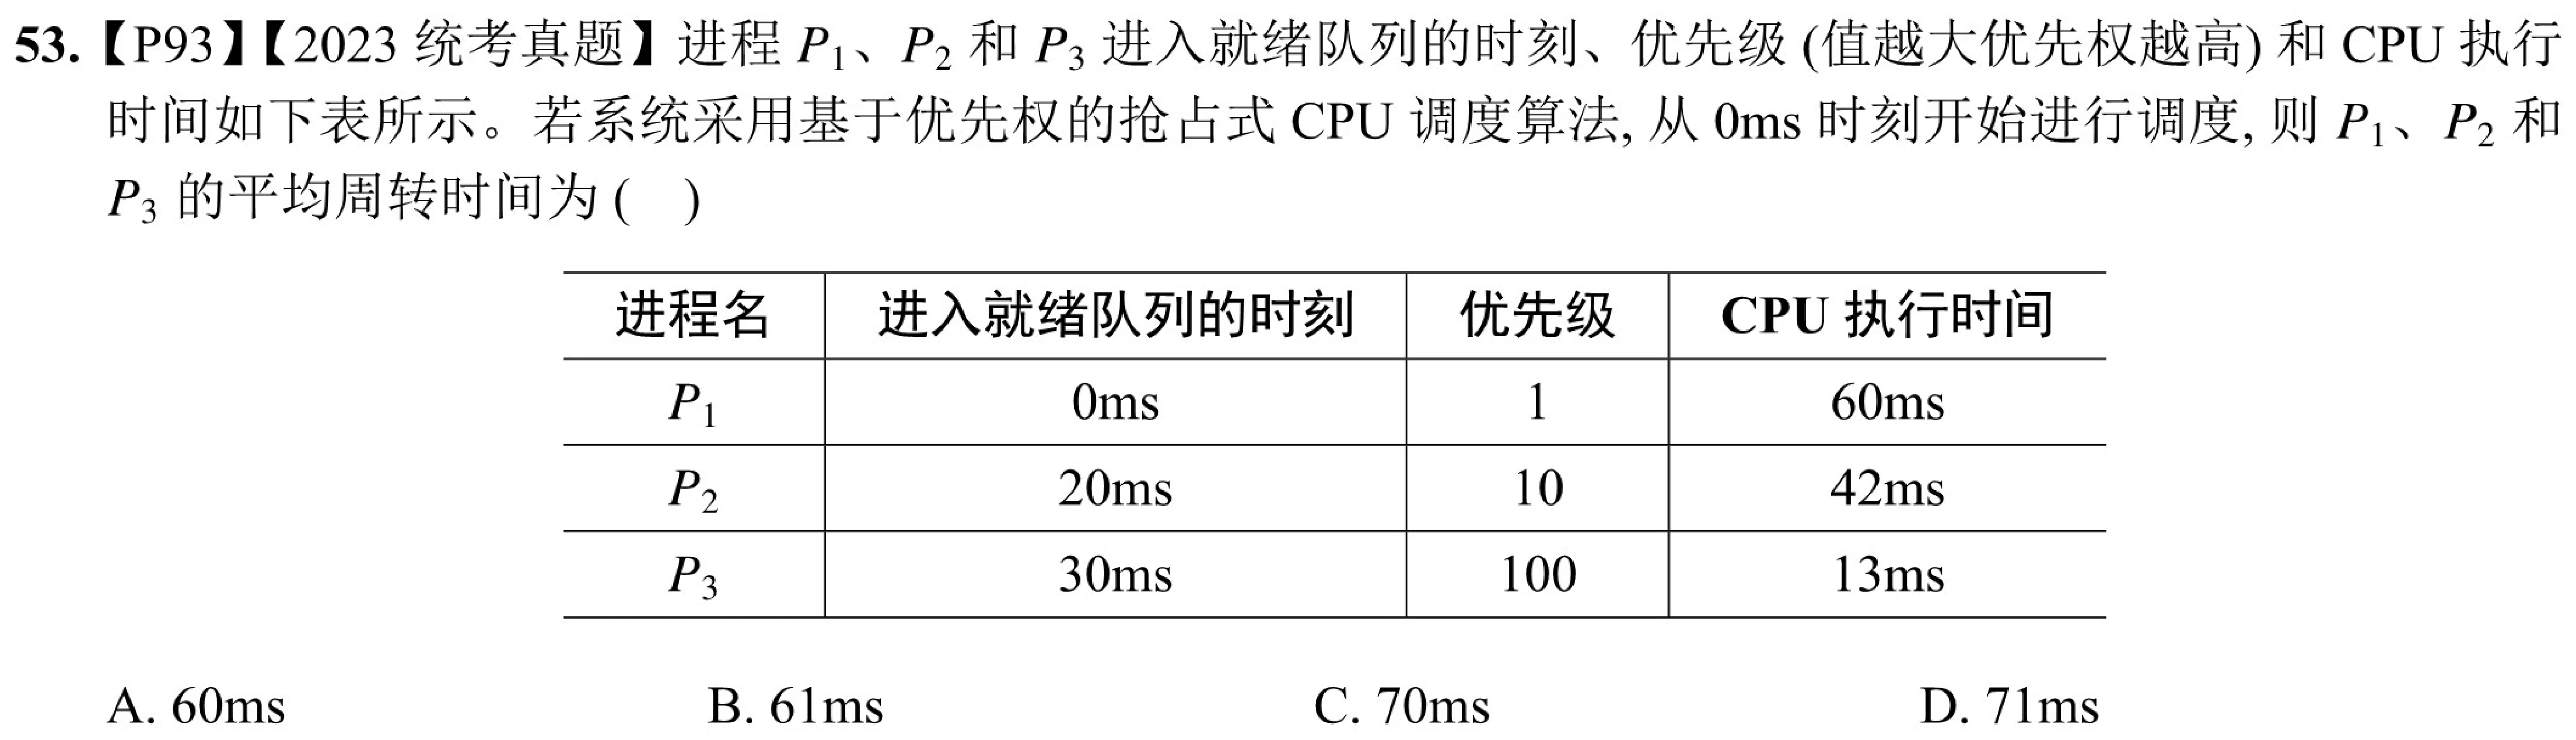 53.【P93】【2023 统考真题】进程 P₁、P₂ 和 P₃ 进入就绪队列的时刻、优先级 (值越大优先权越高) 和 CPU 执行
时间如下表所示。若系统采用基于优先权的抢占式 CPU 调度算法, 从 0ms 时刻开始进行调度, 则 P₁、P₂ 和
P₃ 的平均周转时间为 ( )
进程名 进入就绪队列的时刻 优先级 CPU 执行时间
P₁ 0ms 1 60ms
P₂ 20ms 10 42ms
P₃ 30ms 100 13ms
A. 60ms B. 61ms C. 70ms D. 71ms